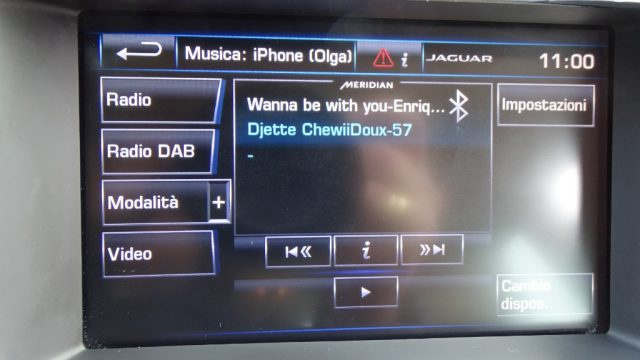 Musica: iPhone (Olga)
JAGUAR
11:00
MERIDIAN
Radio
Wanna be with you-Enriq...
Impostazioni
Djette ChewiiDoux-57
Radio DAB
-
Modalità +
Video
Cambio
dispos.